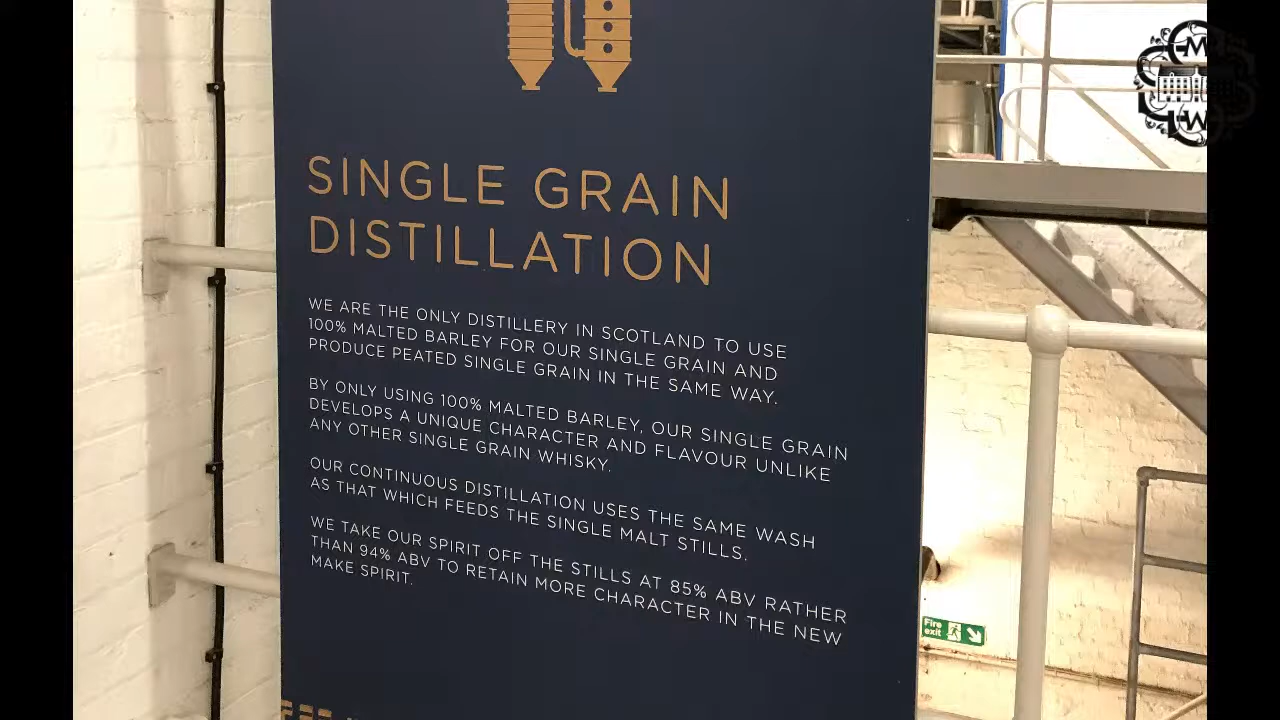 SINGLE GRAIN
DISTILLATION
WE ARE THE ONLY DISTILLERY IN SCOTLAND TO USE
100% MALTED BARLEY FOR OUR SINGLE GRAIN AND
PRODUCE PEATED SINGLE GRAIN IN THE SAME WAY.
BY ONLY USING 100% MALTED BARLEY, OUR SINGLE GRAIN
DEVELOPS A UNIQUE CHARACTER AND FLAVOUR UNLIKE
ANY OTHER SINGLE GRAIN WHISKY.
OUR CONTINUOUS DISTILLATION USES THE SAME WASH
AS THAT WHICH FEEDS THE SINGLE MALT STILLS.
WE TAKE OUR SPIRIT OFF THE STILLS AT 85% ABV RATHER
THAN 94% ABV TO RETAIN MORE CHARACTER IN THE NEW
MAKE SPIRIT.
Fire
exit
M
W